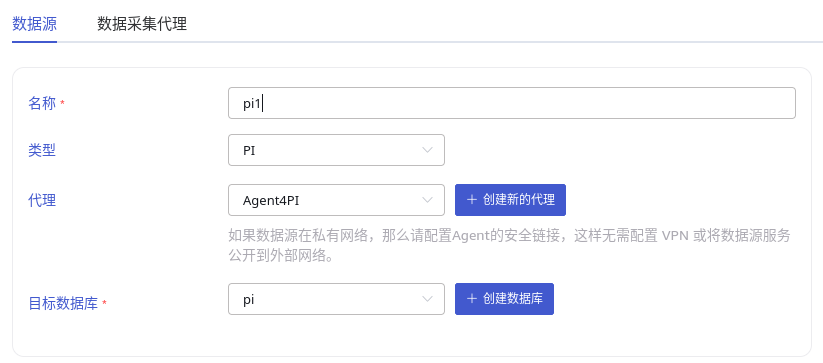 数据源 数据采集代理
名称 *
pi1
类型
PI
代理
Agent4PI
+ 创建新的代理
如果数据源在私有网络，那么请配置Agent的安全链接，这样无需配置 VPN 或将数据源服务
公开到外部网络。
目标数据库 *
pi
+ 创建数据库